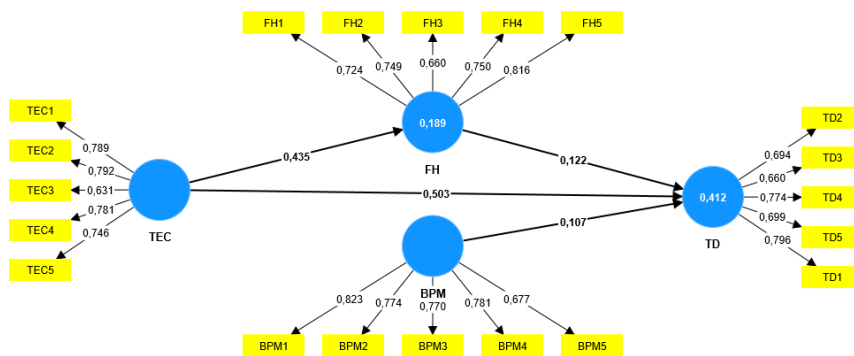 FH1 FH2 FH3 FH4 FH5
0,724 0,749 0,660 0,750 0,816
TEC1
TEC2
TEC3
TEC4
TEC5
0,789
0,792
0,631
0,781
0,746
TEC
0,435
0,189
FH
0,122
0,503
0,107
0,412
TD
TD2
TD3
TD4
TD5
TD1
0,694
0,660
0,774
0,699
0,796
BPM
0,823 0,774 0,770 0,781 0,677
BPM1 BPM2 BPM3 BPM4 BPM5